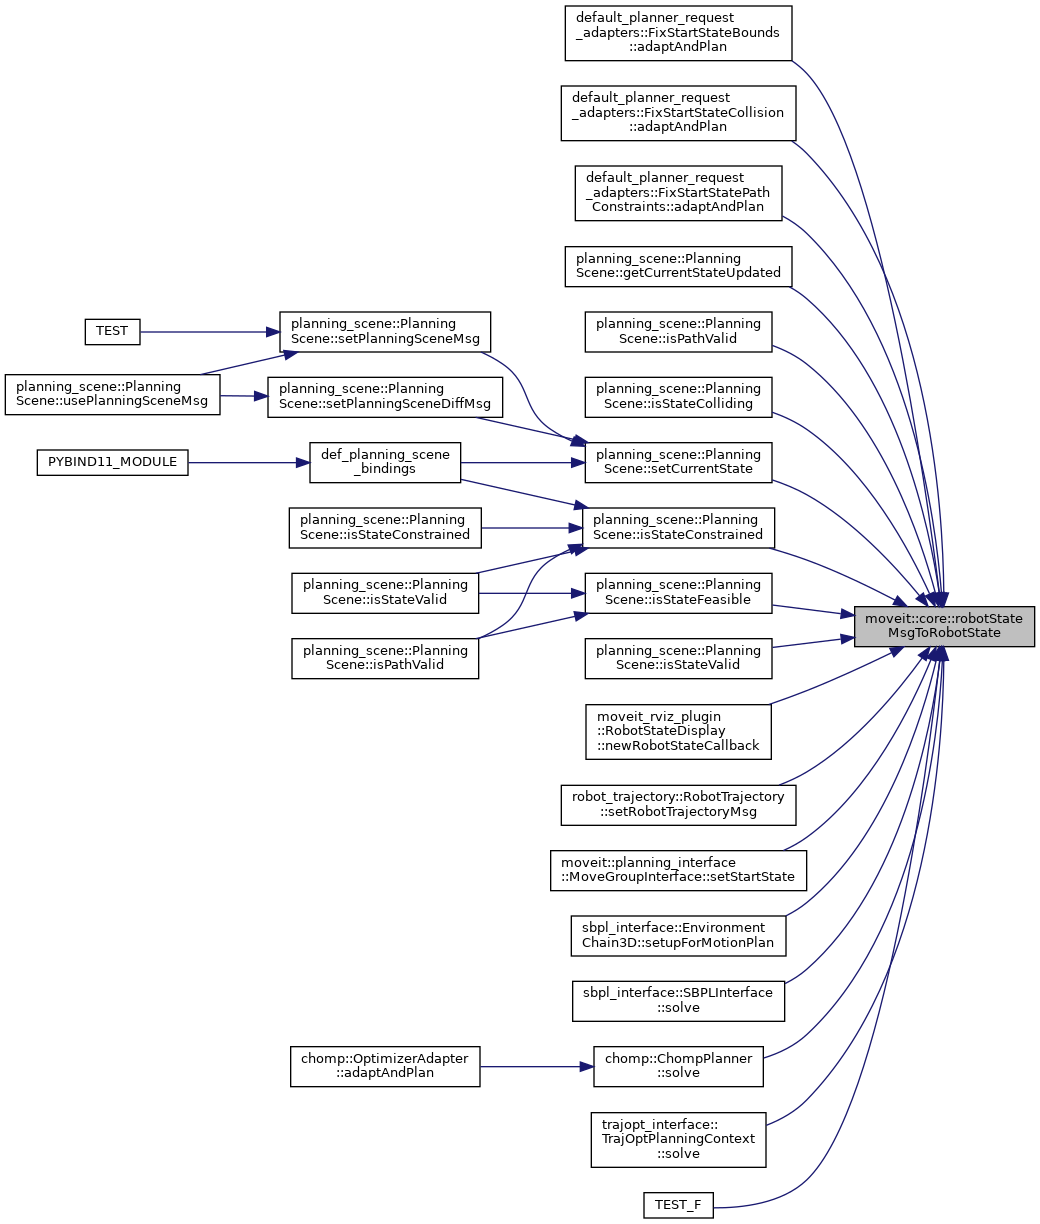 default_planner_request
_adapters::FixStartStateBounds
::adaptAndPlan
default_planner_request
_adapters::FixStartStateCollision
::adaptAndPlan
default_planner_request
_adapters::FixStartStatePath
Constraints::adaptAndPlan
planning_scene::Planning
Scene::getCurrentStateUpdated
planning_scene::Planning
Scene::isPathValid
planning_scene::Planning
Scene::isStateColliding
planning_scene::Planning
Scene::setCurrentState
planning_scene::Planning
Scene::setPlanningSceneMsg
TEST
planning_scene::Planning
Scene::usePlanningSceneMsg
planning_scene::Planning
Scene::setPlanningSceneDiffMsg
def_planning_scene
_bindings
PYBIND11_MODULE
planning_scene::Planning
Scene::isStateConstrained
planning_scene::Planning
Scene::isStateConstrained
planning_scene::Planning
Scene::isStateValid
planning_scene::Planning
Scene::isPathValid
planning_scene::Planning
Scene::isStateFeasible
planning_scene::Planning
Scene::isStateValid
moveit::core::robotState
MsgToRobotState
moveit_rviz_plugin
::RobotStateDisplay
::newRobotStateCallback
robot_trajectory::RobotTrajectory
::setRobotTrajectoryMsg
moveit::planning_interface
::MoveGroupInterface::setStartState
sbpl_interface::Environment
Chain3D::setupForMotionPlan
sbpl_interface::SBPLInterface
::solve
chomp::ChompPlanner
::solve
chomp::OptimizerAdapter
::adaptAndPlan
trajopt_interface::
TrajOptPlanningContext
::solve
TEST_F